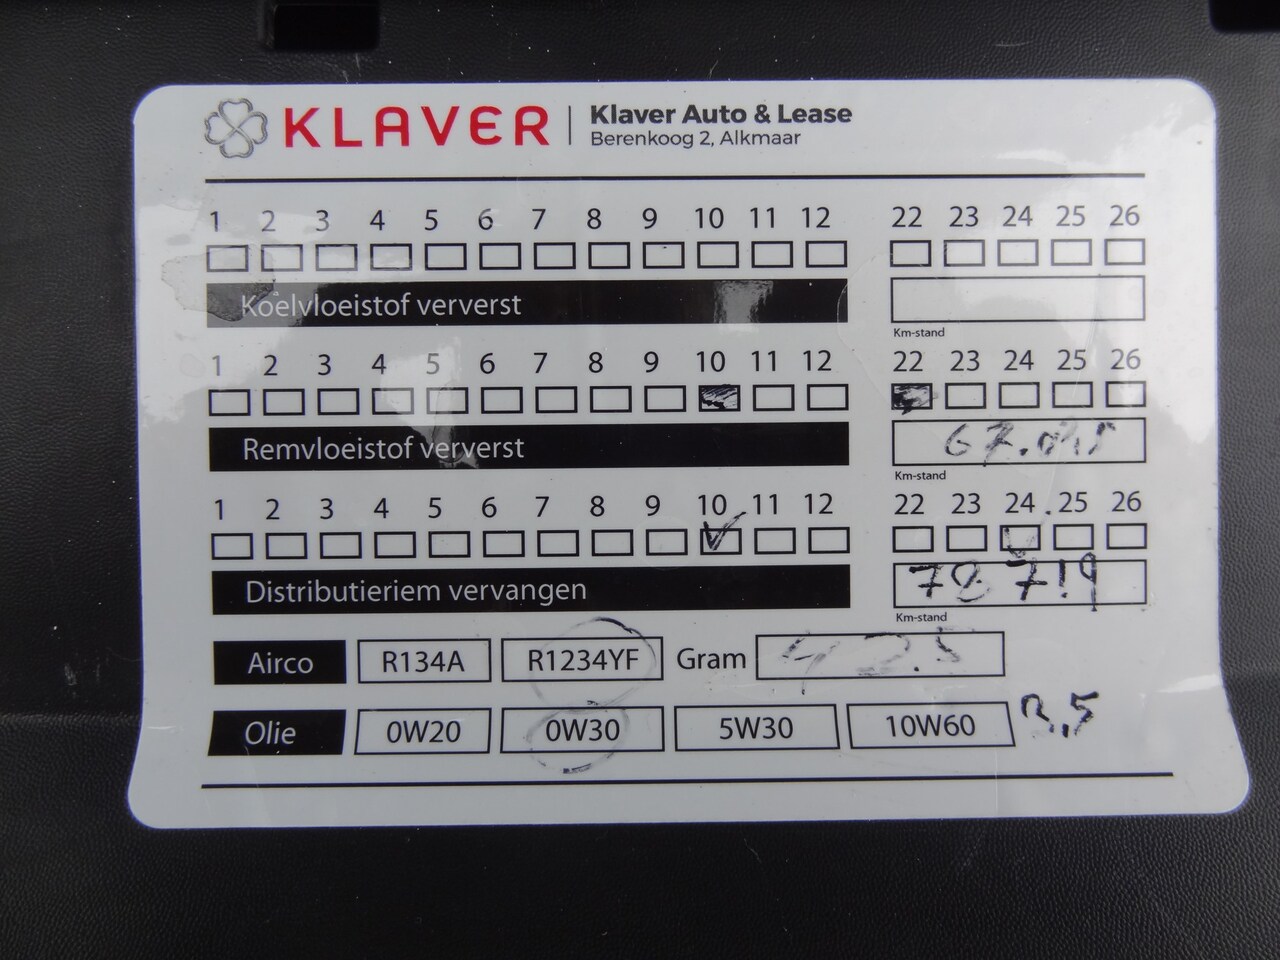 KLAVER
Klaver Auto & Lease
Berenkoog 2, Alkmaar
1 2 3 4 5 6 7 8 9 10 11 12 22 23 24 25 26
Koelvloeistof ververst
Km-stand
1 2 3 4 5 6 7 8 9 10 11 12 22 23 24 25 26
Remvloeistof ververst
Km-stand
1 2 3 4 5 6 7 8 9 10 11 12 22 23 24 25 26
Distributieriem vervangen 78 719
Km-stand
Airco R134A R1234YF Gram
Olie 0W20 0W30 5W30 10W60 3,5